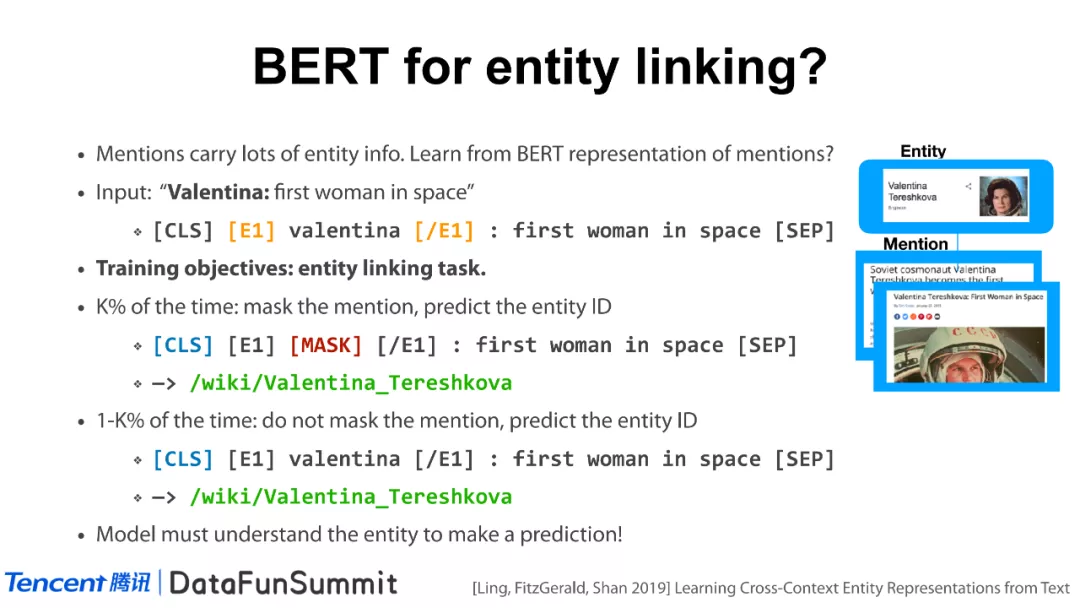 BERT for entity linking?
• Mentions carry lots of entity info. Learn from BERT representation of mentions?
• Input: “Valentina: first woman in space”
❖ [CLS] [E1] valentina [/E1] : first woman in space [SEP]
• Training objectives: entity linking task.
• K% of the time: mask the mention, predict the entity ID
❖ [CLS] [E1] [MASK] [/E1] : first woman in space [SEP]
❖ —> /wiki/Valentina_Tereshkova
• 1-K% of the time: do not mask the mention, predict the entity ID
❖ [CLS] [E1] valentina [/E1] : first woman in space [SEP]
❖ —> /wiki/Valentina_Tereshkova
• Model must understand the entity to make a prediction!
Entity
Valentina
Tereshkova
Mention
Soviet cosmonaut Valentina
Tereshkova becomes the first
Valentina Tereshkova: First Woman in Space
СССР
Tencent 腾讯 | DataFunSummit
[Ling, FitzGerald, Shan 2019] Learning Cross-Context Entity Representations from Text